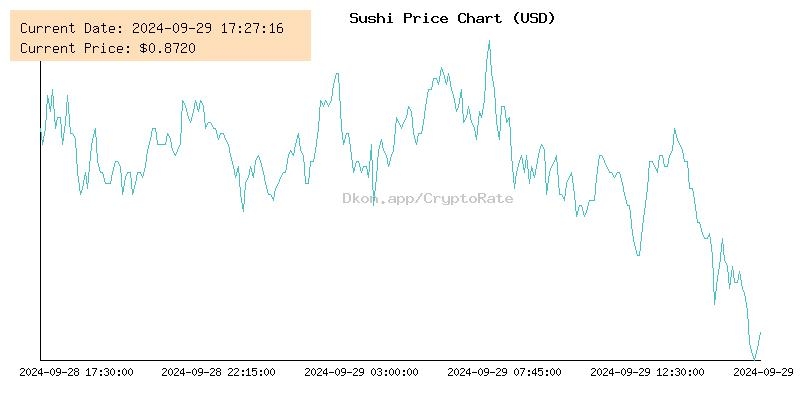 Sushi Price Chart (USD)
Current Date: 2024-09-29 17:27:16
Current Price: $0.8720
Dkon.app/CryptoRate
2024-09-28 17:30:00 2024-09-28 22:15:00 2024-09-29 03:00:00 2024-09-29 07:45:00 2024-09-29 12:30:00 2024-09-29